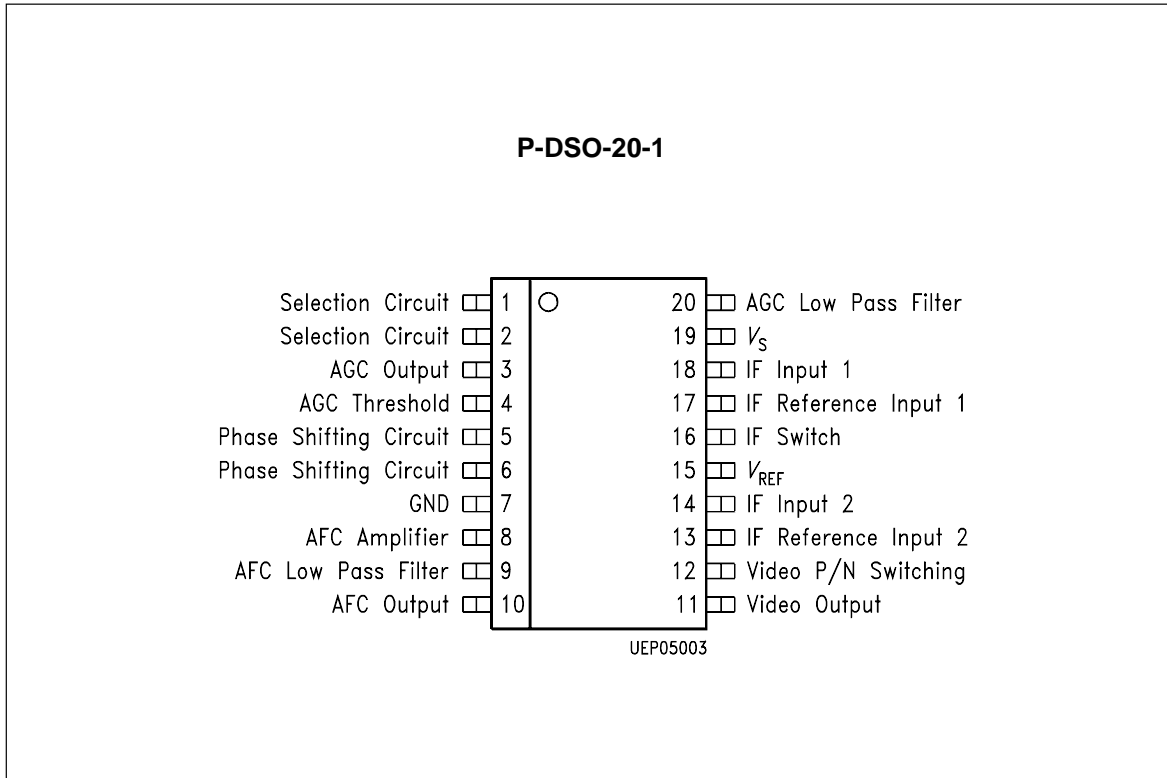 P-DSO-20-1
Selection Circuit 1
Selection Circuit 2
AGC Output 3
AGC Threshold 4
Phase Shifting Circuit 5
Phase Shifting Circuit 6
GND 7
AFC Amplifier 8
AFC Low Pass Filter 9
AFC Output 10
20 AGC Low Pass Filter
19 VS
18 IF Input 1
17 IF Reference Input 1
16 IF Switch
15 VREF
14 IF Input 2
13 IF Reference Input 2
12 Video P/N Switching
11 Video Output
UEP05003